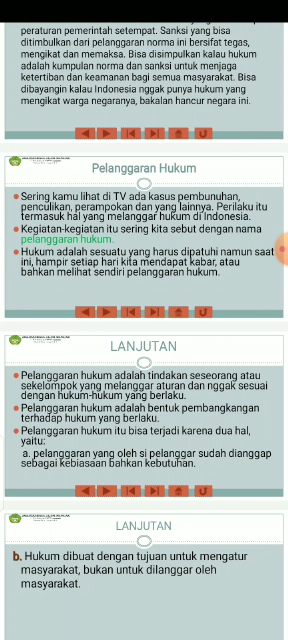 peraturan pemerintah setempat. Sanksi yang bisa
ditimbulkan dari pelanggaran norma ini bersifat tegas,
mengikat dan memaksa. Bisa disimpulkan kalau hukum
adalah kumpulan norma dan sanksi untuk menjaga
ketertiban dan keamanan bagi semua masyarakat. Bisa
dibayangin kalau Indonesia nggak punya hukum yang
mengikat warga negaranya, bakalan hancur negara ini.
Pelanggaran Hukum
Sering kamu lihat di TV ada kasus pembunuhan,
penculikan, perampokan dan yang lainnya. Perilaku itu
termasuk hal yang melanggar hukum di Indonesia.
Kegiatan-kegiatan itu sering kita sebut dengan nama
pelanggaran hukum.
Hukum adalah sesuatu yang harus dipatuhi namun saat
ini, hampir setiap hari kita mendapat kabar, atau
bahkan melihat sendiri pelanggaran hukum.
LANJUTAN
Pelanggaran hukum adalah tindakan seseorang atau
sekelompok yang melanggar aturan dan nggak sesuai
dengan hukum-hukum yang berlaku.
Pelanggaran hukum adalah bentuk pembangkangan
terhadap hukum yang berlaku.
Pelanggaran hukum itu bisa terjadi karena dua hal,
yaitu:
a. pelanggaran yang oleh si pelanggar sudah dianggap
sebagai kebiasaan bahkan kebutuhan.
LANJUTAN
b. Hukum dibuat dengan tujuan untuk mengatur
masyarakat, bukan untuk dilanggar oleh
masyarakat.